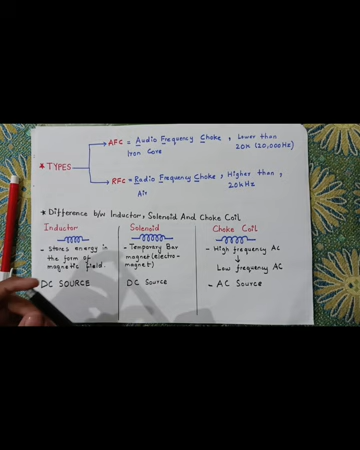 AFC = Audio Frequency Choke, Lower than
Iron Core 20K (20,000Hz)
* TYPES
RFC = Radio Frequency Choke, Higher than,
Air 20kHz
* Difference b/w Inductor, Solenoid And Choke Coil
Inductor
- Stores energy in
the form of
magnetic field.
DC SOURCE
Solenoid
- Temporary Bar
magnet (electro-
magnet)
DC Source
Choke Coil
- High frequency AC
&
Low frequency AC
- AC Source